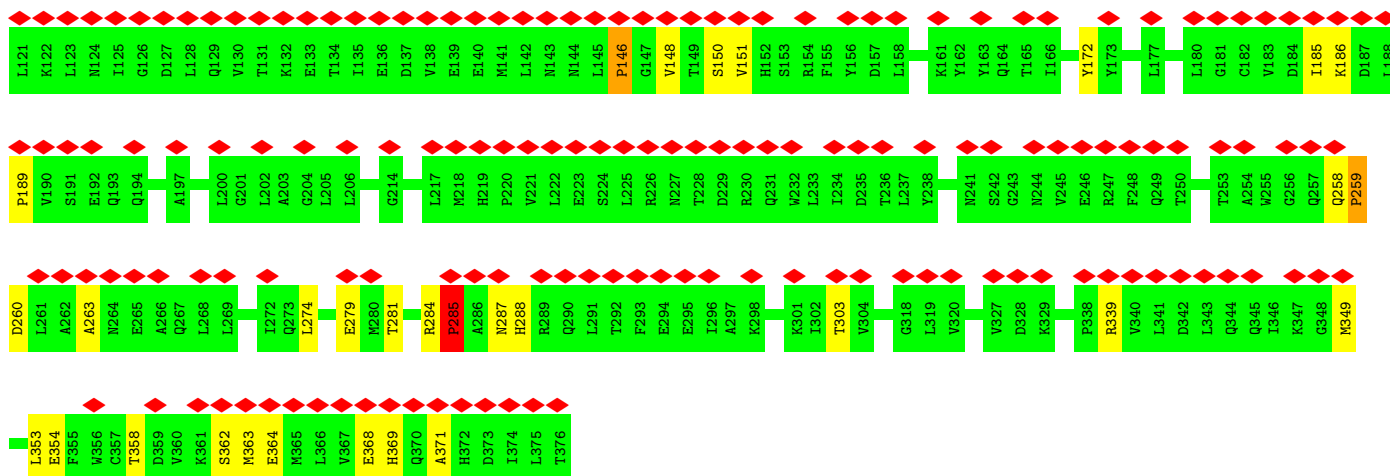 L121 K122 L123 N124 I125 G126 D127 L128 Q129 V130 T131 K132 E133 T134 I135 E136 D137 V138 E139 E140 M141 L142 N143 N144 L145 P146 G147 V148 T149 S150 V151 H152 S153 R154 F155 Y156 D157 L158 K161 Y162 Y163 Q164 T165 I166 Y172 Y173 L177 L180 G181 C182 V183 D184 I185 K186 D187 L188
P189 V190 S191 E192 Q193 Q194 A197 L200 G201 L202 A203 G204 L205 L206 G214 L217 M218 H219 P220 V221 L222 E223 S224 L225 R226 N227 T228 D229 R230 Q231 W232 L233 I234 D235 T236 L237 Y238 N241 S242 G243 N244 V245 E246 R247 F248 Q249 T250 T253 A254 W255 G256 Q257 Q258 P259
D260 L261 A262 A263 N264 E265 A266 Q267 L268 L269 I272 Q273 L274 E279 M280 T281 R284 P285 A286 N287 H288 R289 Q290 L291 T292 F293 E294 E295 I296 A297 K298 K301 I302 T303 V304 G318 L319 V320 V327 D328 K329 P338 R339 V340 L341 D342 L343 Q344 Q345 I346 K347 G348 M349
L353 E354 F355 W356 C357 T358 D359 V360 K361 S362 M363 E364 M365 L366 V367 E368 H369 Q370 A371 H372 D373 I374 L375 T376